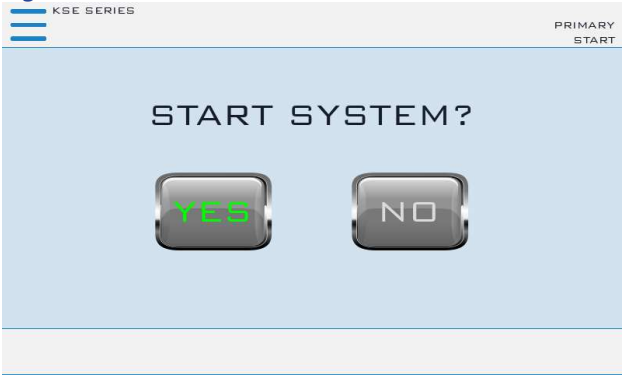 KSE SERIES
PRIMARY
START
START SYSTEM?
YES
NO